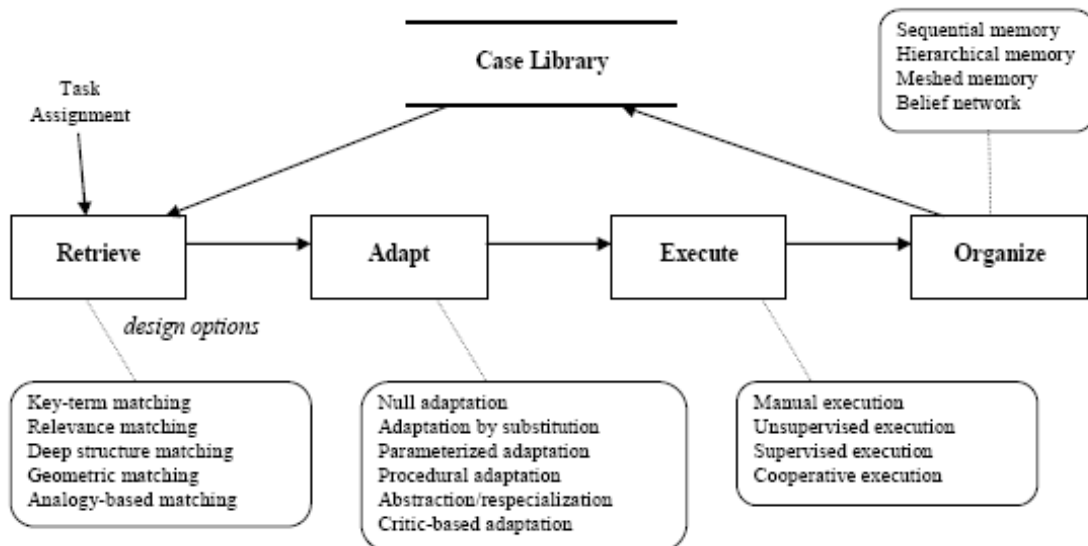 Case Library
Sequential memory
Hierarchical memory
Meshed memory
Belief network
Task
Assignment
Retrieve
Adapt
Execute
Organize
design options
Key-term matching
Relevance matching
Deep structure matching
Geometric matching
Analogy-based matching
Null adaptation
Adaptation by substitution
Parameterized adaptation
Procedural adaptation
Abstraction/respecialization
Critic-based adaptation
Manual execution
Unsupervised execution
Supervised execution
Cooperative execution